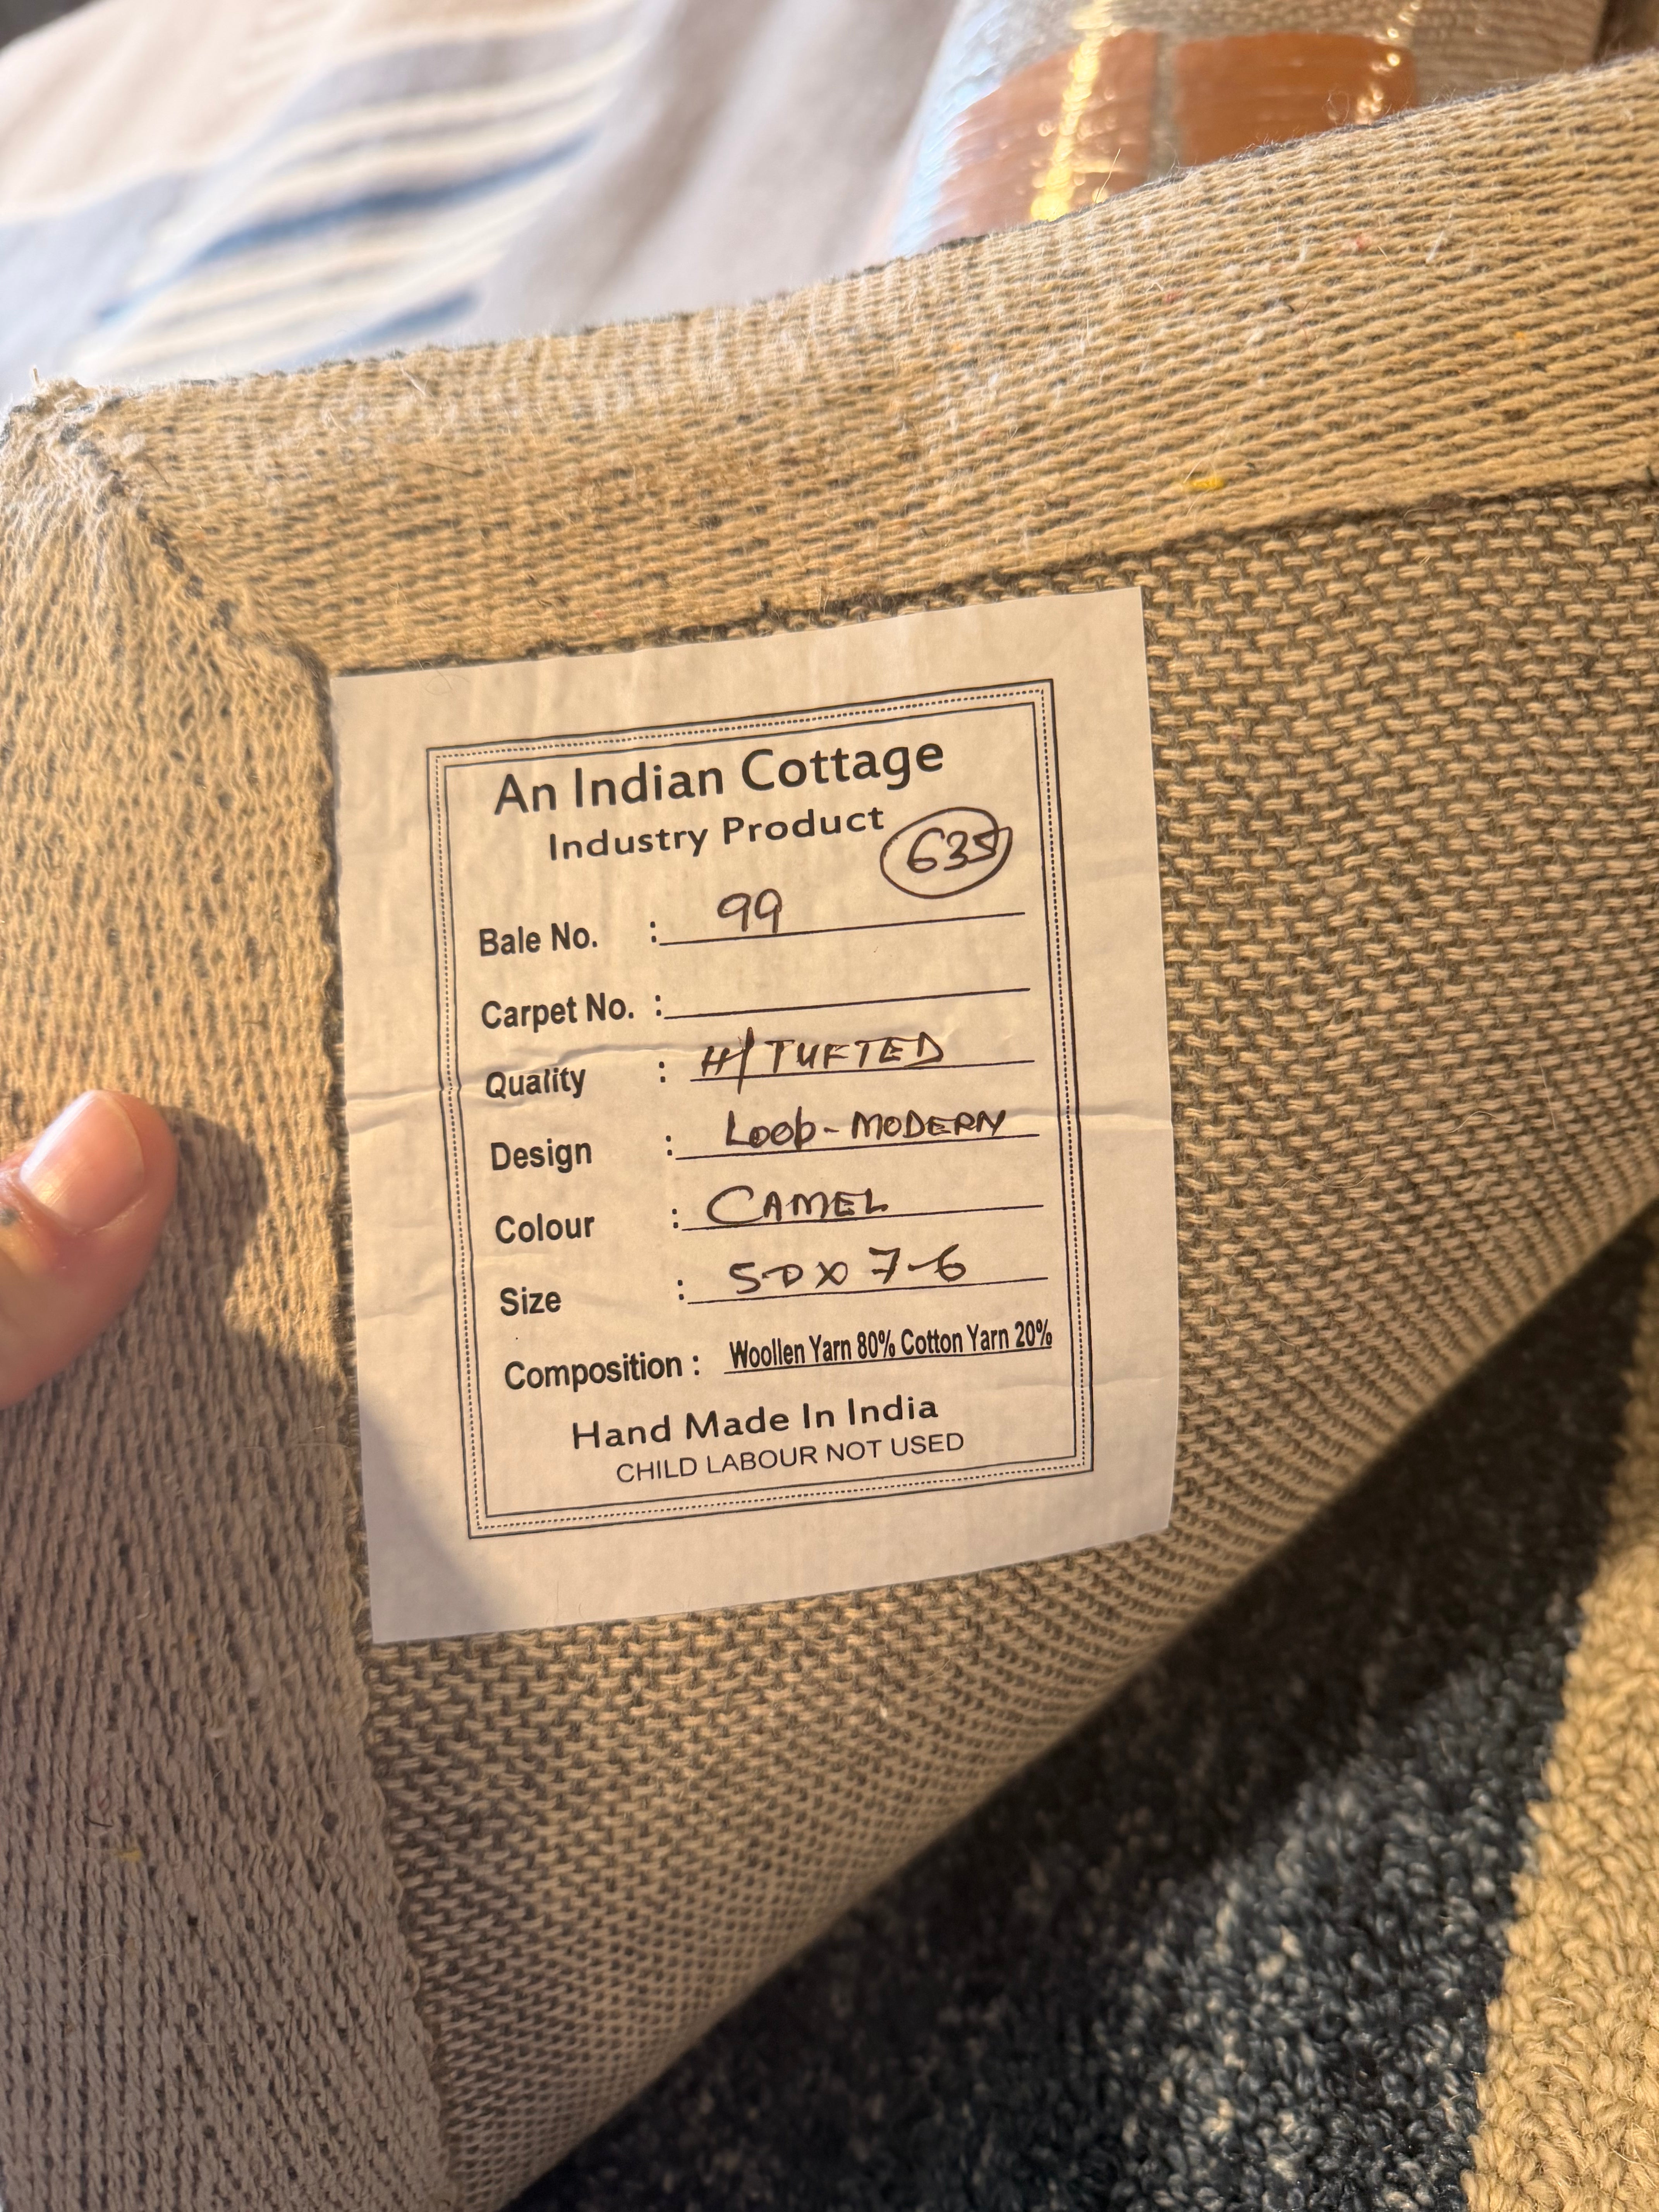 An Indian Cottage
Industry Product
635
Bale No. : 99
Carpet No. :
Quality : H/TUFTED
Design : Loop-MODERN
Colour : CAMEL
Size : 5-0 X 7-6
Composition : Woollen Yarn 80% Cotton Yarn 20%
Hand Made In India
CHILD LABOUR NOT USED